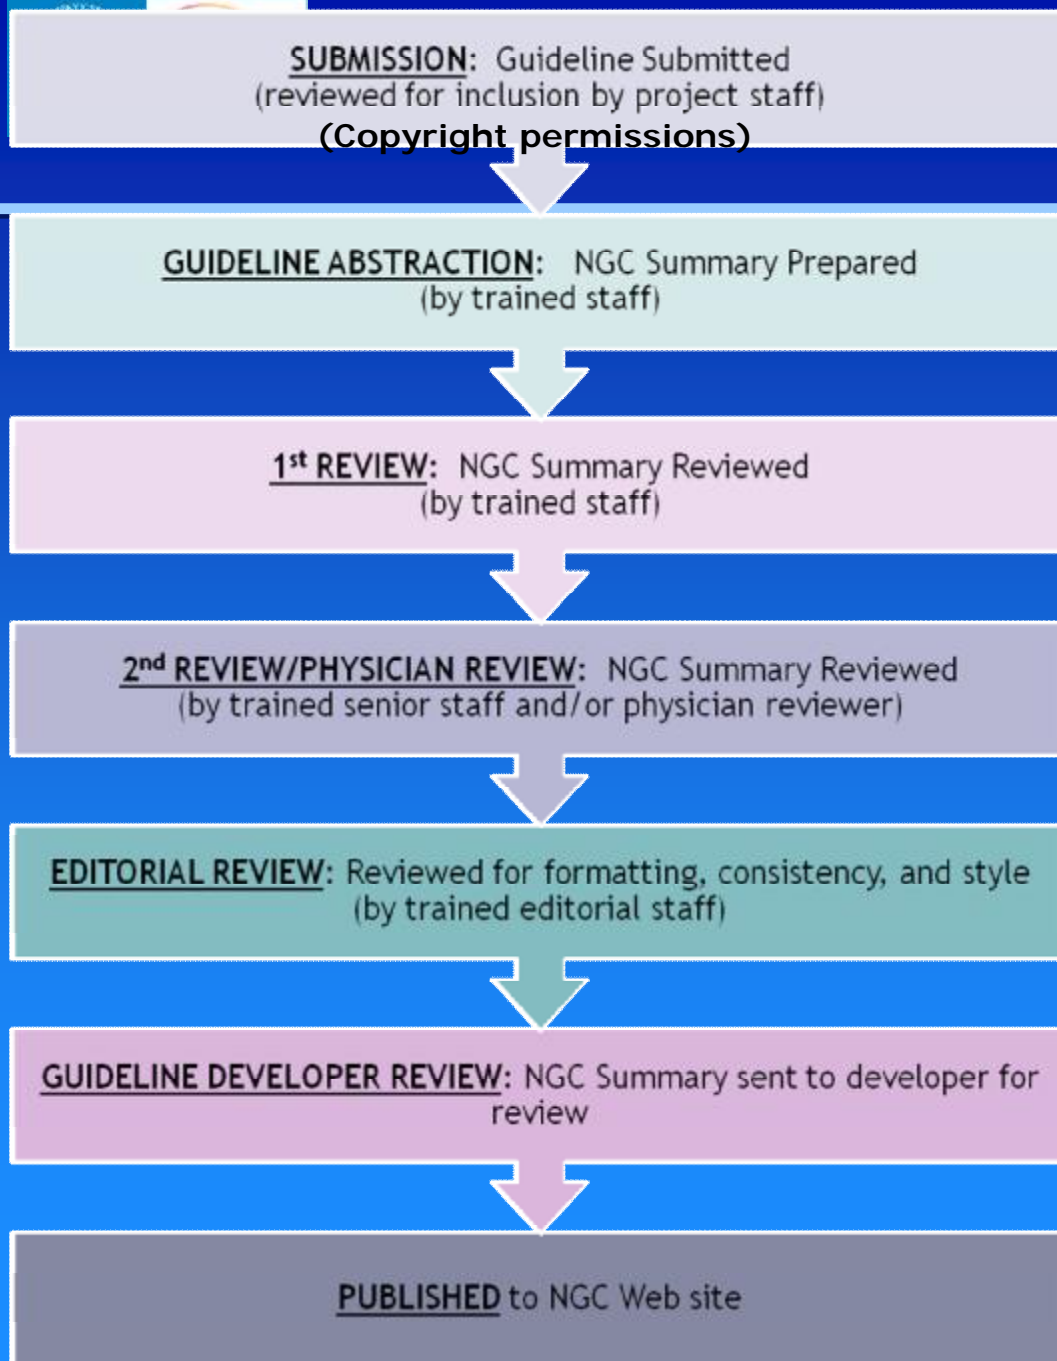 SUBMISSION: Guideline Submitted
(reviewed for inclusion by project staff)
(Copyright permissions)
GUIDELINE ABSTRACTION: NGC Summary Prepared
(by trained staff)
1st REVIEW: NGC Summary Reviewed
(by trained staff)
2nd REVIEW/PHYSICIAN REVIEW: NGC Summary Reviewed
(by trained senior staff and/or physician reviewer)
EDITORIAL REVIEW: Reviewed for formatting, consistency, and style
(by trained editorial staff)
GUIDELINE DEVELOPER REVIEW: NGC Summary sent to developer for
review
PUBLISHED to NGC Web site